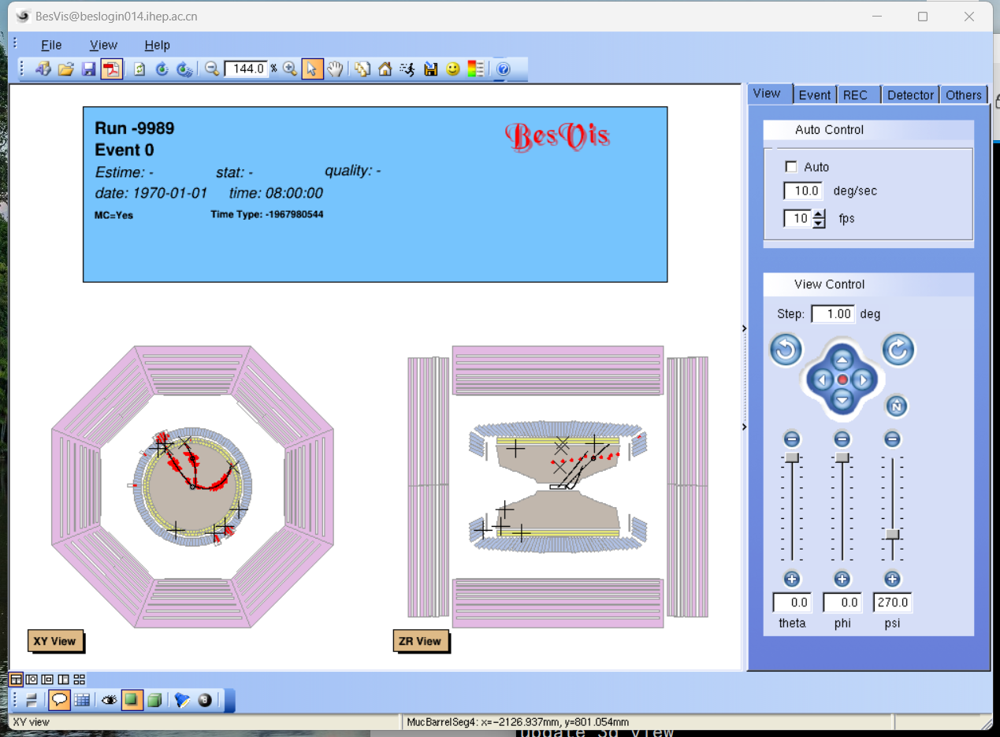 BesVis@beslogin014.ihep.ac.cn
File View Help
144.0 %
View Event REC Detector Others
Run -9989
BesVis
Event 0
Estime: - stat: - quality: -
date: 1970-01-01 time: 08:00:00
MC=Yes Time Type: -1967980544
Auto Control
Auto
10.0 deg/sec
10 fps
View Control
Step: 1.00 deg
N
0.0 0.0 270.0
theta phi psi
XY View ZR View
XY view MucBarrelSeg4: x=-2126.937mm, y=801.054mm
update 3d view